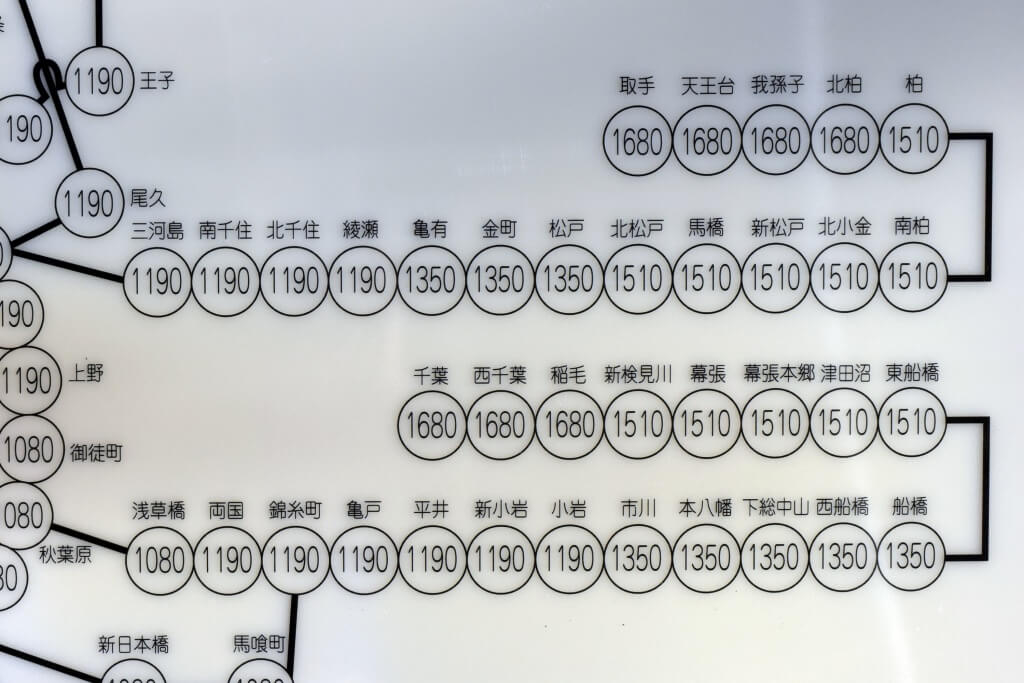 1190 王子
190
取手 天王台 我孫子 北柏 柏
1680 1680 1680 1680 1510
1190 尾久
三河島 南千住 北千住 綾瀬 亀有 金町 松戸 北松戸 馬橋 新松戸 北小金 南柏
1190 1190 1190 1190 1350 1350 1350 1510 1510 1510 1510 1510
190
1190 上野
千葉 西千葉 稲毛 新検見川 幕張 幕張本郷 津田沼 東船橋
1680 1680 1680 1510 1510 1510 1510 1510
1080 御徒町
浅草橋 両国 錦糸町 亀戸 平井 新小岩 小岩 市川 本八幡 下総中山 西船橋 船橋
1080 1190 1190 1190 1190 1190 1190 1350 1350 1350 1350 1350
080
秋葉原
80
新日本橋 馬喰町